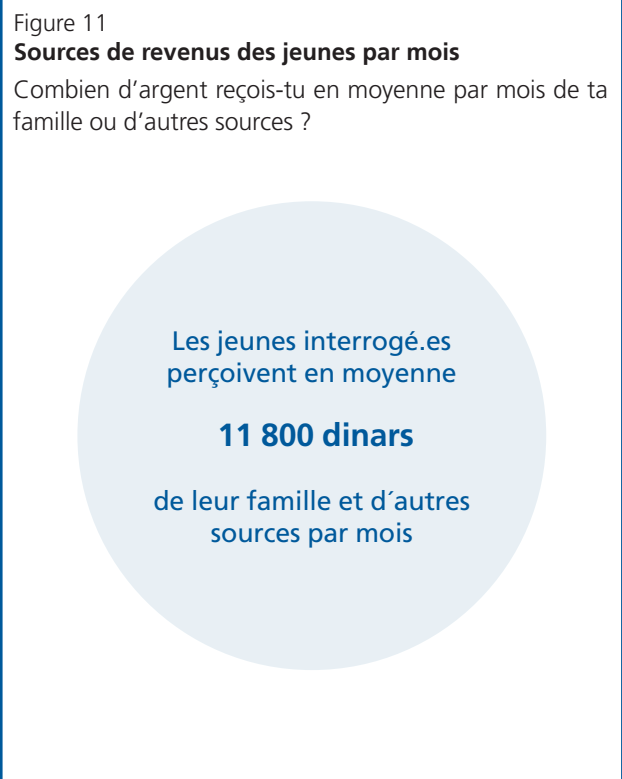 Figure 11
Sources de revenus des jeunes par mois
Combien d’argent reçois-tu en moyenne par mois de ta
famille ou d’autres sources ?
Les jeunes interrogé.es
perçoivent en moyenne
11 800 dinars
de leur famille et d´autres
sources par mois